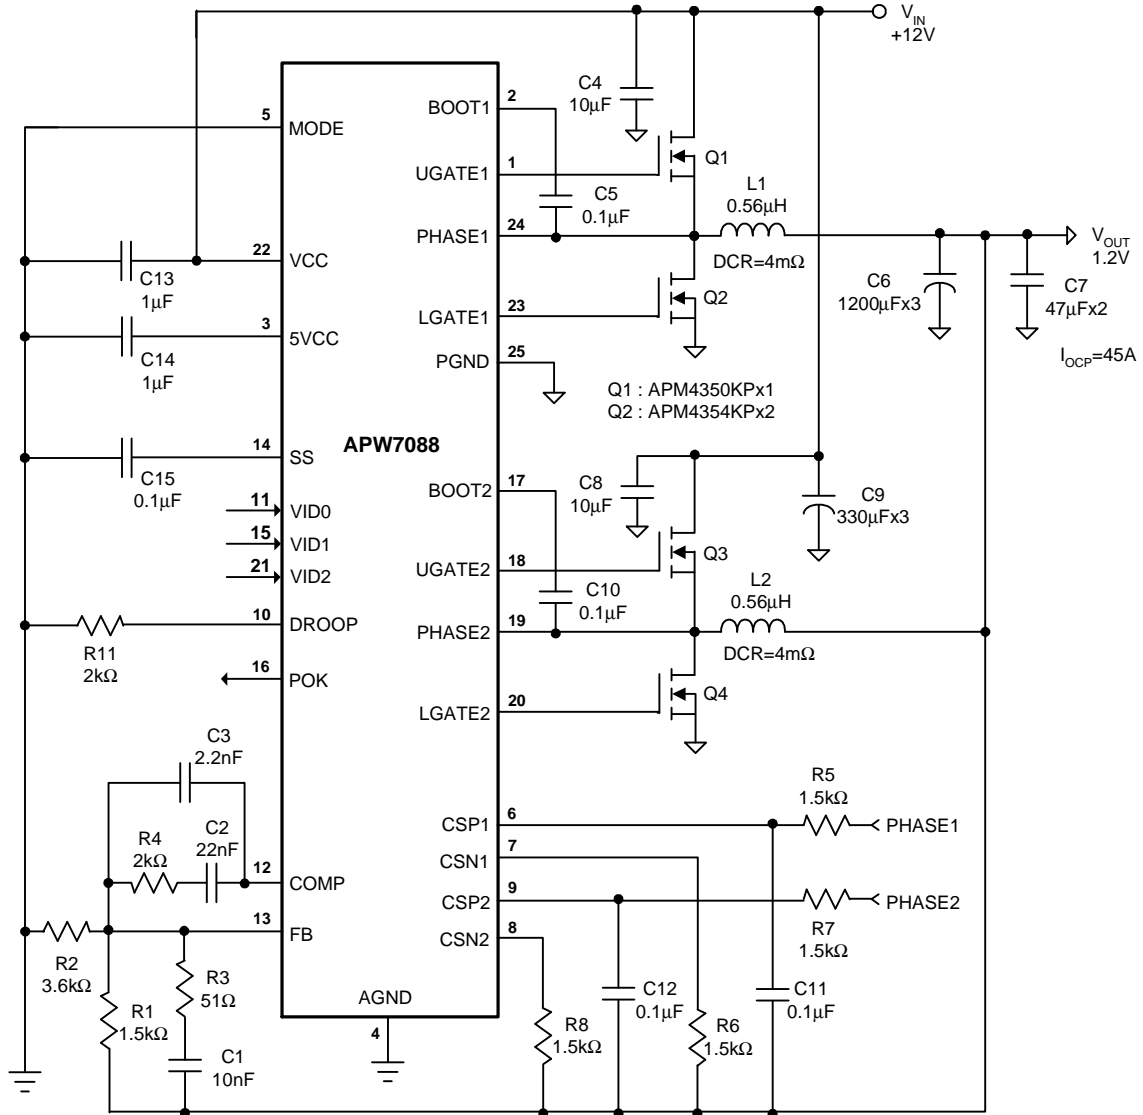 V_IN
+12V
C4
10µF
2
BOOT1
5
MODE
1
UGATE1
Q1
C5
0.1µF
L1
0.56µH
24
PHASE1
DCR=4mΩ
V_OUT
1.2V
22
VCC
C13
1µF
C6
1200µFx3
C7
47µFx2
23
LGATE1
Q2
3
5VCC
C14
1µF
25
PGND
I_OCP=45A
Q1 : APM4350KPx1
Q2 : APM4354KPx2
APW7088
14
SS
C15
0.1µF
17
BOOT2
C8
10µF
C9
330µFx3
11
VID0
15
VID1
21
VID2
18
UGATE2
Q3
C10
0.1µF
L2
0.56µH
10
DROOP
19
PHASE2
DCR=4mΩ
R11
2kΩ
16
POK
20
LGATE2
Q4
C3
2.2nF
R5
1.5kΩ
6
CSP1
PHASE1
R4
2kΩ
C2
22nF
7
CSN1
12
COMP
9
CSP2
PHASE2
R7
1.5kΩ
13
FB
8
CSN2
R2
3.6kΩ
R3
51Ω
R1
1.5kΩ
AGND
4
C12
0.1µF
C11
0.1µF
R8
1.5kΩ
R6
1.5kΩ
C1
10nF